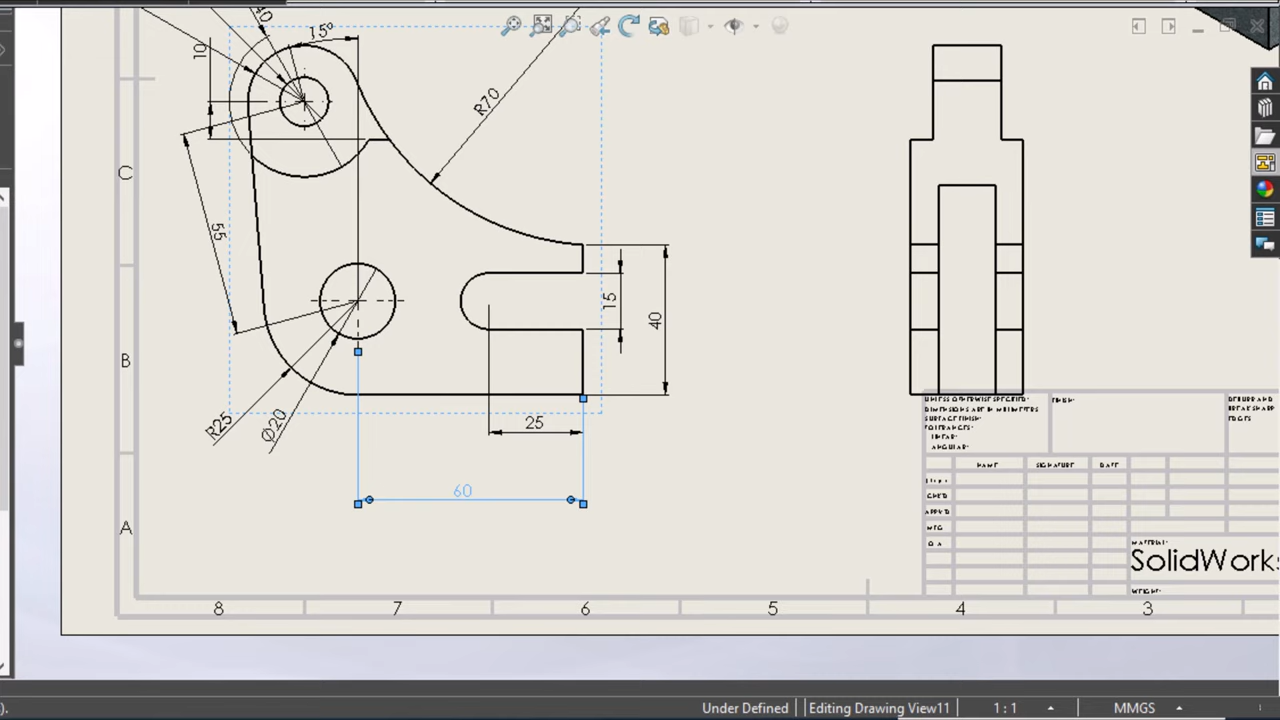 40
15°
10
R70
C
55
15
40
B
R25
Ø20
25
60
UNLESS OTHERWISE SPECIFIED:
DIMENSIONS ARE IN MILLIMETERS
SURFACE FINISH:
TOLERANCES:
LINEAR:
ANGULAR:
FINISH:
DEBURR AND
BREAK SHARP
EDGES
NAME
SIGNATURE
DATE
CHK'D
APPV'D
MFG
Q.A
MATERIAL:
SolidWorks
WEIGHT:
A
8
7
6
5
4
3
).
Under Defined
Editing Drawing View11
1 : 1
MMGS